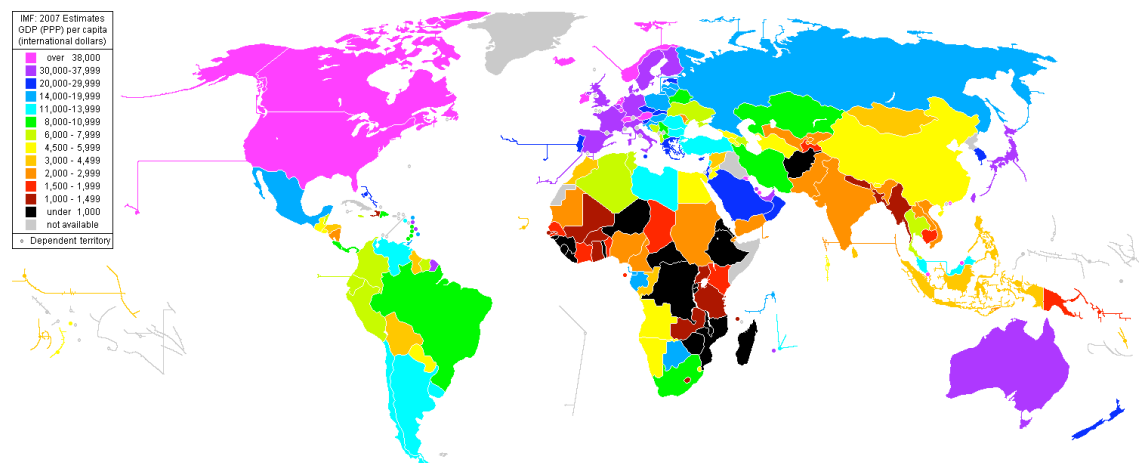 IMF: 2007 Estimates
GDP (PPP) per capita
(international dollars)
over 38,000
30,000-37,999
20,000-29,999
14,000-19,999
11,000-13,999
8,000-10,999
6,000 - 7,999
4,500 - 5,999
3,000 - 4,499
2,000 - 2,999
1,500 - 1,999
1,000 - 1,499
under 1,000
not available
Dependent territory